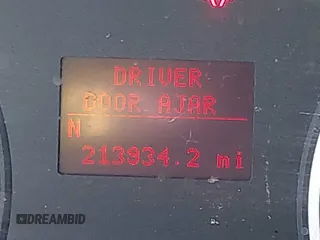 DRIVER
DOOR AJAR
N
213934.2 mi
DREAMBID